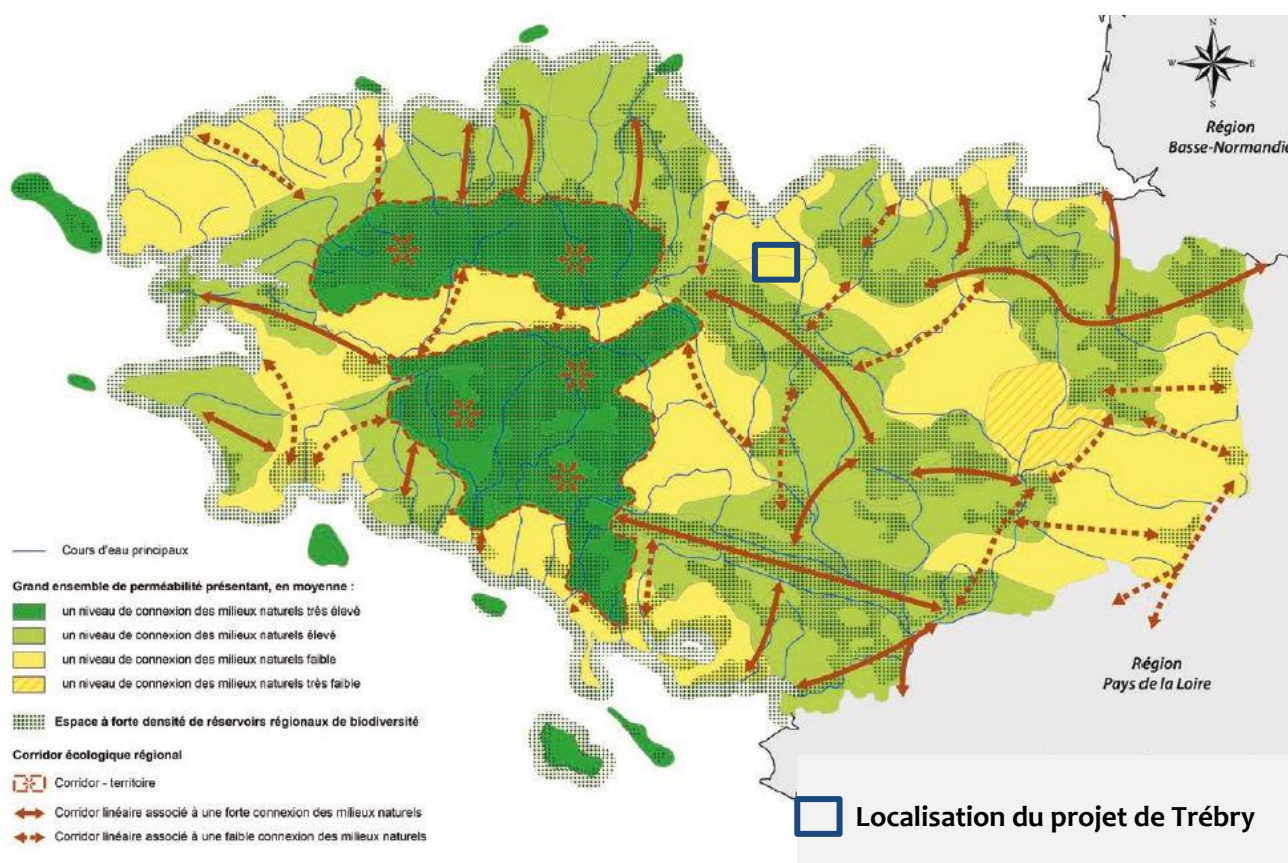 N
W
E
S
Région
Basse-Normandie
Cours d'eau principaux
Grand ensemble de perméabilité présentant, en moyenne :
un niveau de connexion des milieux naturels très élevé
un niveau de connexion des milieux naturels élevé
un niveau de connexion des milieux naturels faible
un niveau de connexion des milieux naturels très faible
Espace à forte densité de réservoirs régionaux de biodiversité
Corridor écologique régional
Corridor - territoire
Corridor linéaire associé à une forte connexion des milieux naturels
Corridor linéaire associé à une faible connexion des milieux naturels
Région
Pays de la Loire
Localisation du projet de Trébry